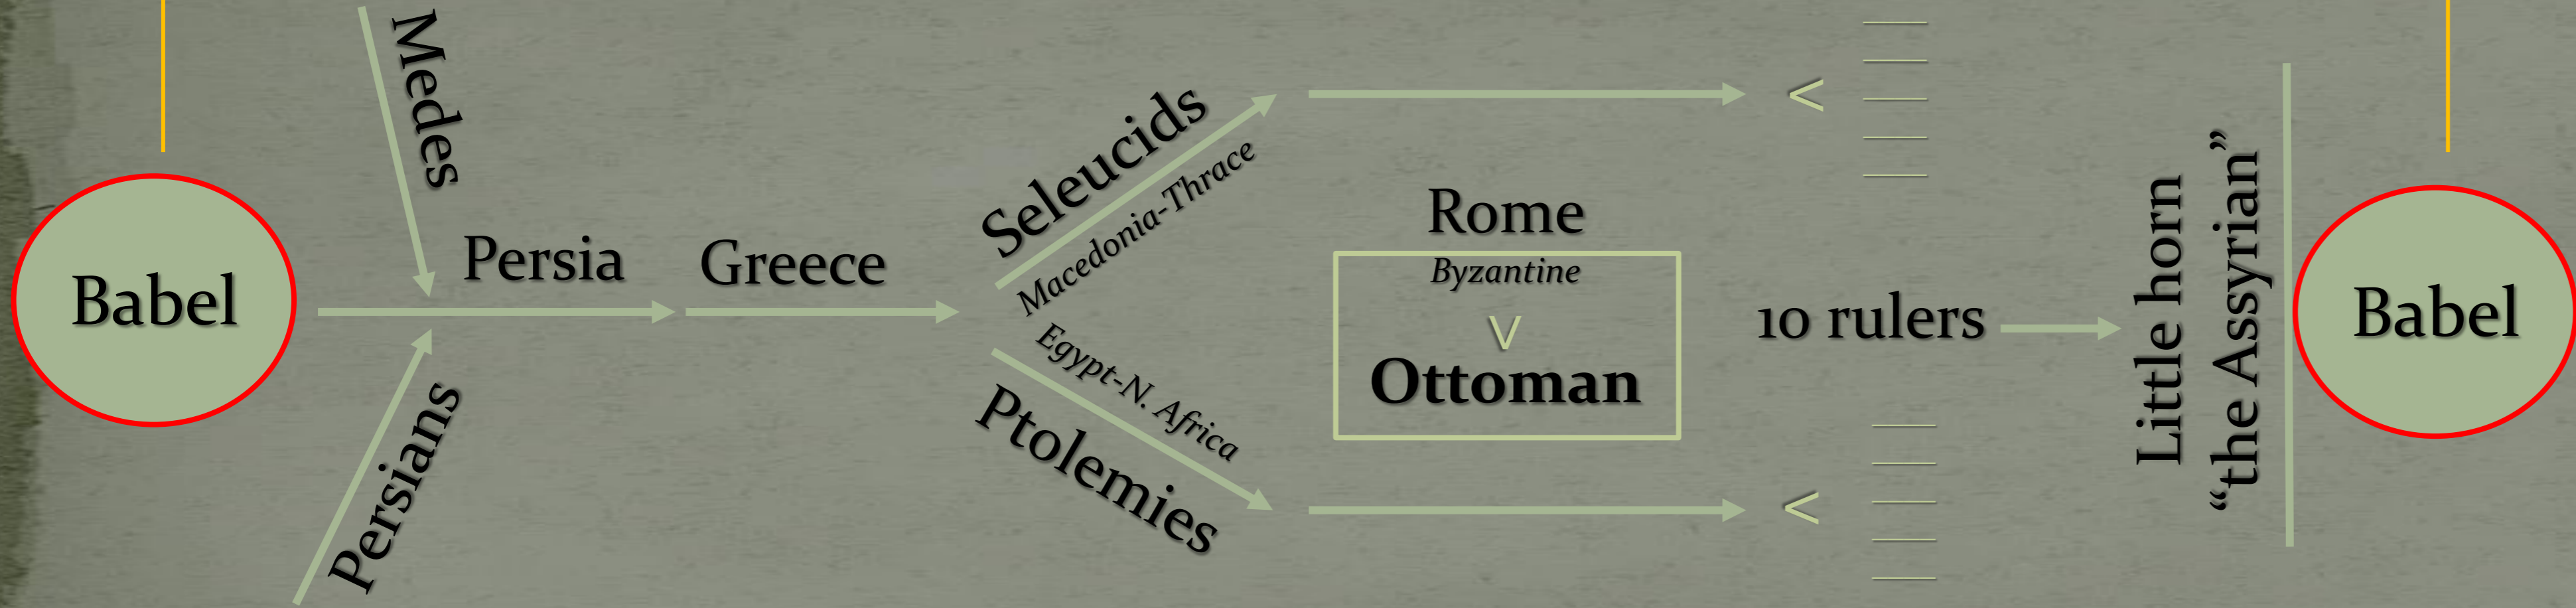 Babel
Medes
Persians
Persia
Greece
Seleucids
Macedonia-Thrace
Egypt-N. Africa
Ptolemies
Rome
Byzantine
>
Ottoman
<
<
10 rulers
Little horn
“the Assyrian”
Babel